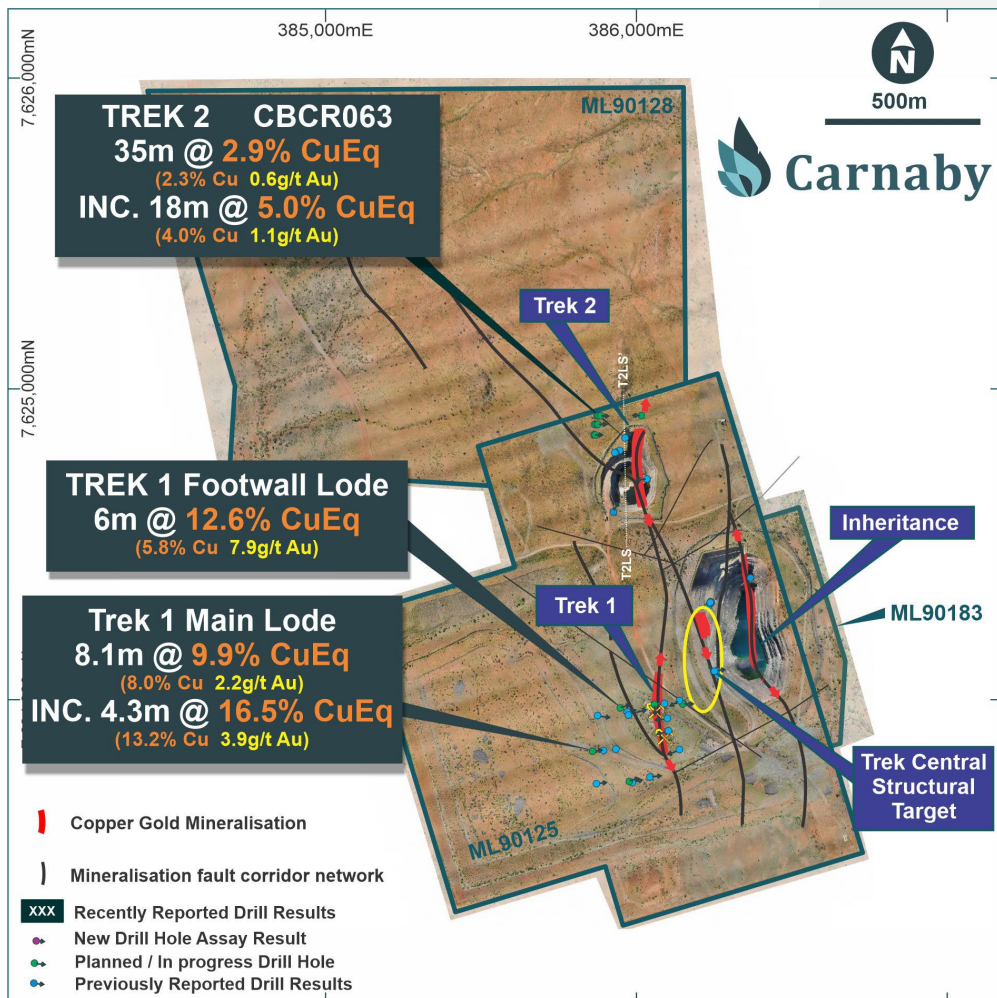 385,000mE
386,000mE
7,626,000mN
7,625,000mN
N
500m
Carnaby
ML90128
TREK 2 CBCR063
35m @ 2.9% CuEq
(2.3% Cu 0.6g/t Au)
INC. 18m @ 5.0% CuEq
(4.0% Cu 1.1g/t Au)
Trek 2
T2LS'
T2LS
TREK 1 Footwall Lode
6m @ 12.6% CuEq
(5.8% Cu 7.9g/t Au)
Inheritance
Trek 1
ML90183
Trek 1 Main Lode
8.1m @ 9.9% CuEq
(8.0% Cu 2.2g/t Au)
INC. 4.3m @ 16.5% CuEq
(13.2% Cu 3.9g/t Au)
Trek Central
Structural
Target
ML90125
Copper Gold Mineralisation
Mineralisation fault corridor network
XXX Recently Reported Drill Results
New Drill Hole Assay Result
Planned / In progress Drill Hole
Previously Reported Drill Results